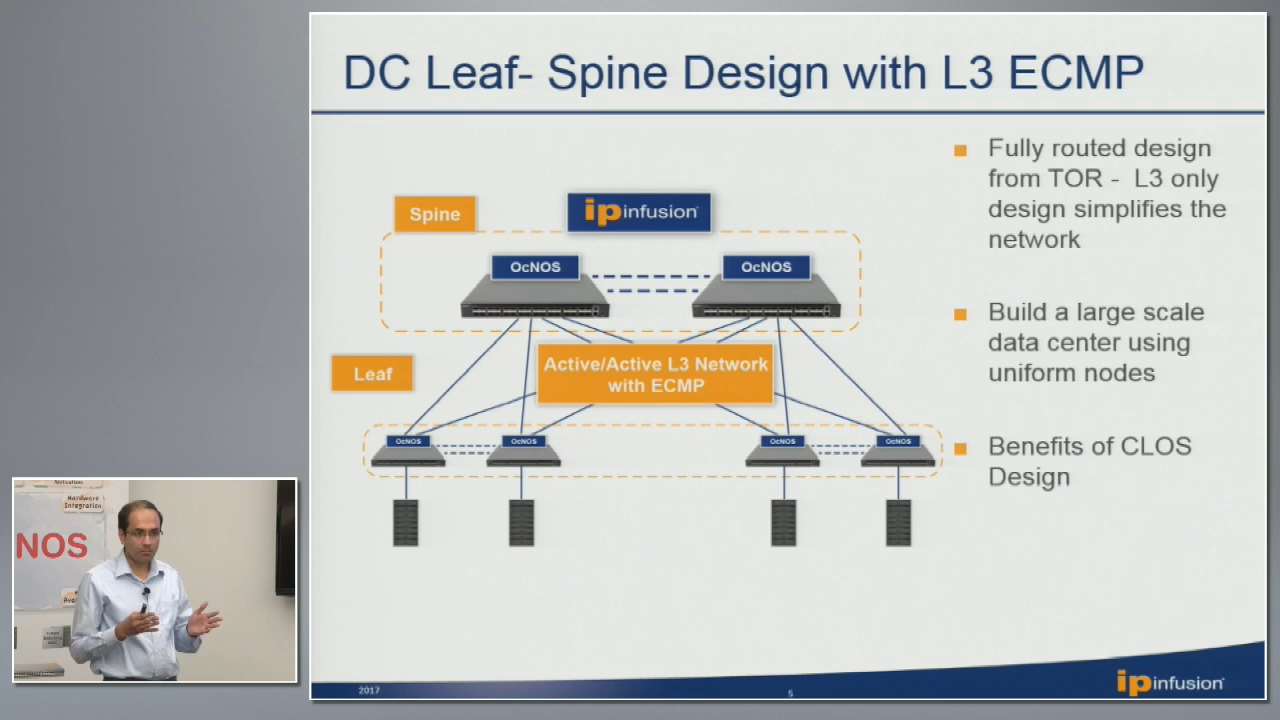 DC Leaf- Spine Design with L3 ECMP
Spine
ipinfusion
OcNOS
OcNOS
Active/Active L3 Network
with ECMP
Leaf
OcNOS
OcNOS
OcNOS
OcNOS
Fully routed design
from TOR - L3 only
design simplifies the
network
Build a large scale
data center using
uniform nodes
Benefits of CLOS
Design
Applications
Hardware
Integration
NOS
2017
5
ipinfusion